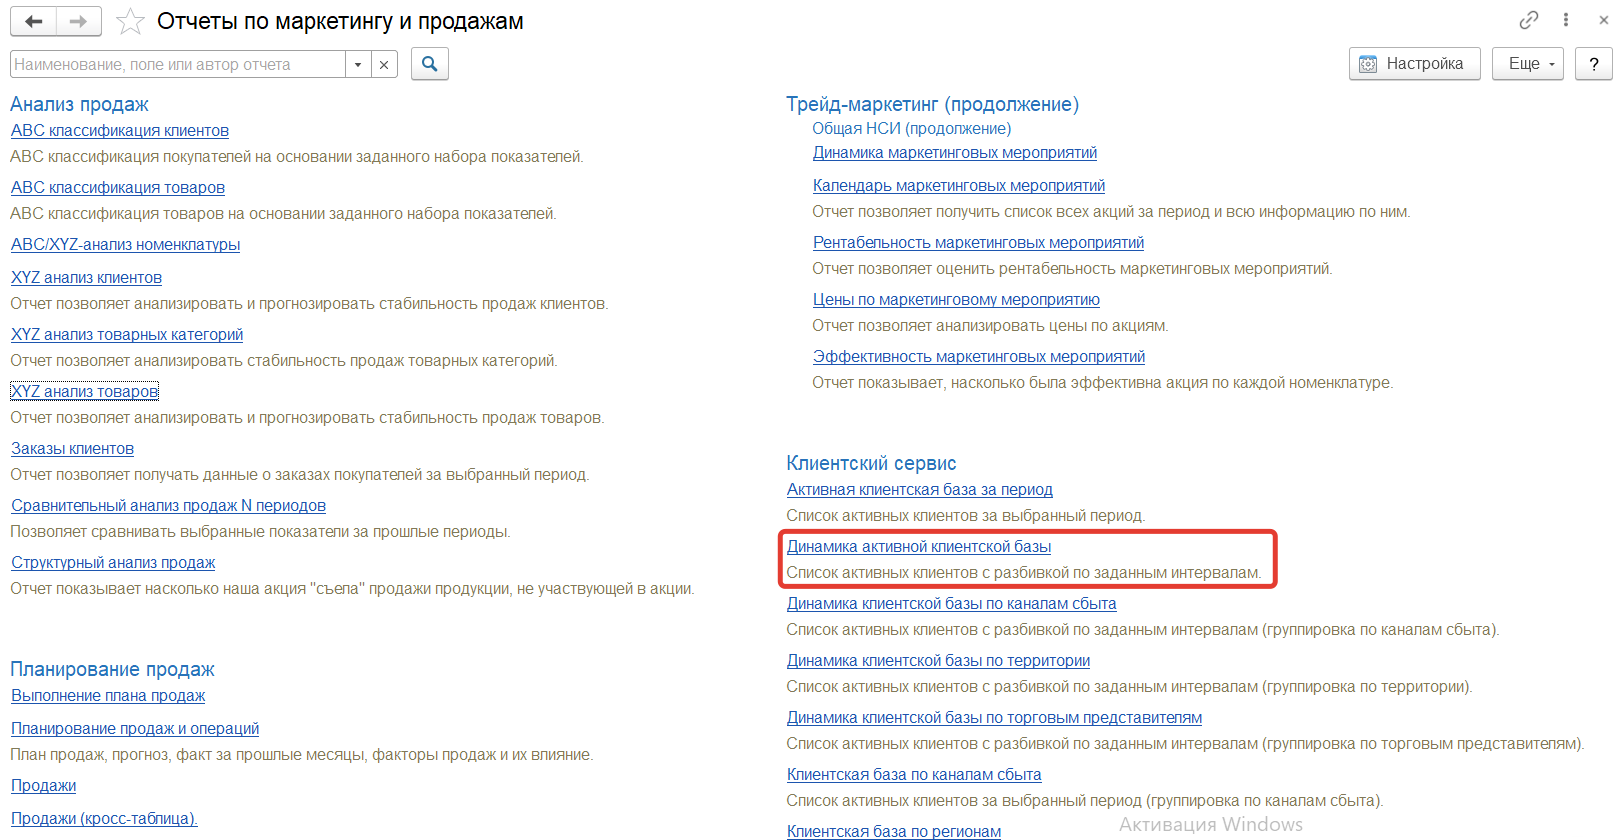 Отчеты по маркетингу и продажам
Наименование, поле или автор отчета
Настройка
Еще
?
Анализ продаж
ABC классификация клиентов
ABC классификация покупателей на основании заданного набора показателей.
ABC классификация товаров
ABC классификация товаров на основании заданного набора показателей.
ABC/XYZ-анализ номенклатуры
XYZ анализ клиентов
Отчет позволяет анализировать и прогнозировать стабильность продаж клиентов.
XYZ анализ товарных категорий
Отчет позволяет анализировать стабильность продаж товарных категорий.
XYZ анализ товаров
Отчет позволяет анализировать и прогнозировать стабильность продаж товаров.
Заказы клиентов
Отчет позволяет получать данные о заказах покупателей за выбранный период.
Сравнительный анализ продаж N периодов
Позволяет сравнивать выбранные показатели за прошлые периоды.
Структурный анализ продаж
Отчет показывает насколько наша акция "съела" продажи продукции, не участвующей в акции.
Планирование продаж
Выполнение плана продаж
Планирование продаж и операций
План продаж, прогноз, факт за прошлые месяцы, факторы продаж и их влияние.
Продажи
Продажи (кросс-таблица).
Трейд-маркетинг (продолжение)
Общая НСИ (продолжение)
Динамика маркетинговых мероприятий
Календарь маркетинговых мероприятий
Отчет позволяет получить список всех акций за период и всю информацию по ним.
Рентабельность маркетинговых мероприятий
Отчет позволяет оценить рентабельность маркетинговых мероприятий.
Цены по маркетинговому мероприятию
Отчет позволяет анализировать цены по акциям.
Эффективность маркетинговых мероприятий
Отчет показывает, насколько была эффективна акция по каждой номенклатуре.
Клиентский сервис
Активная клиентская база за период
Список активных клиентов за выбранный период.
Динамика активной клиентской базы
Список активных клиентов с разбивкой по заданным интервалам.
Динамика клиентской базы по каналам сбыта
Список активных клиентов с разбивкой по заданным интервалам (группировка по каналам сбыта).
Динамика клиентской базы по территории
Список активных клиентов с разбивкой по заданным интервалам (группировка по территории).
Динамика клиентской базы по торговым представителям
Список активных клиентов с разбивкой по заданным интервалам (группировка по торговым представителям).
Клиентская база по каналам сбыта
Список активных клиентов за выбранный период (группировка по каналам сбыта).
Клиентская база по регионам
Активация Windows